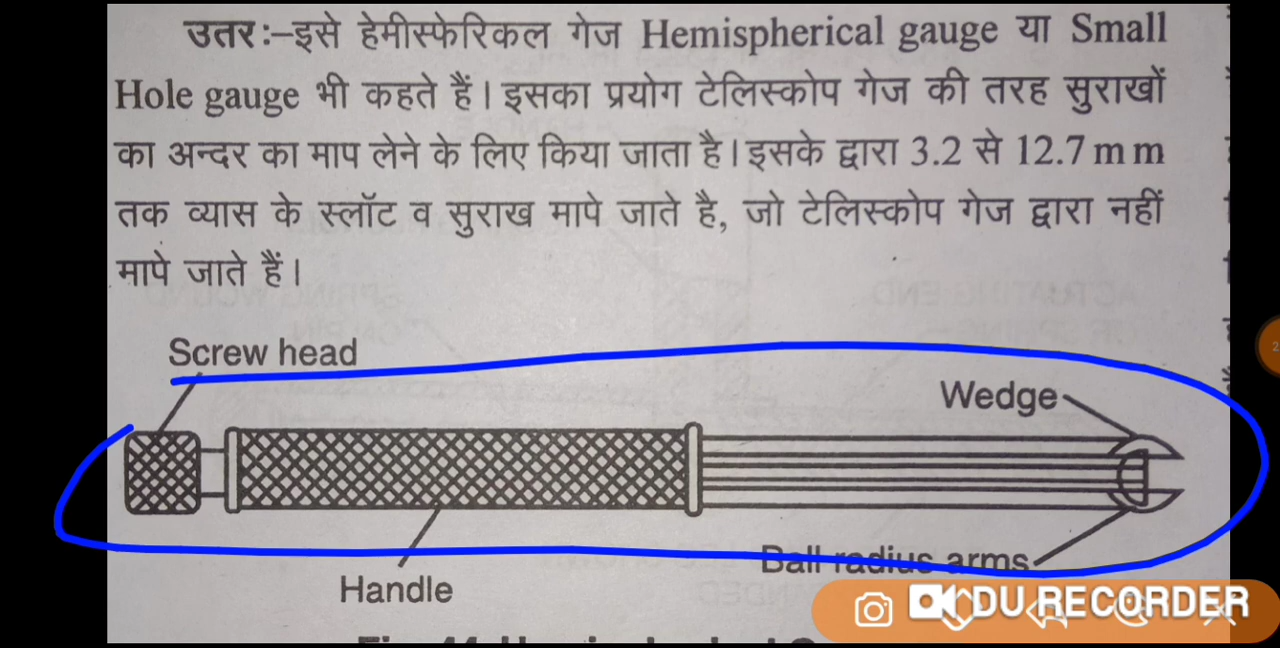 उतर :–इसे हेमीस्फेरिकल गेज Hemispherical gauge या Small
Hole gauge भी कहते हैं। इसका प्रयोग टेलिस्कोप गेज की तरह सुराखों
का अन्दर का माप लेने के लिए किया जाता है। इसके द्वारा 3.2 से 12.7 m m
तक व्यास के स्लॉट व सुराख मापे जाते है, जो टेलिस्कोप गेज द्वारा नहीं
मापे जाते हैं।
Screw head
Wedge
Ball radius arms
Handle
DU RECORDER